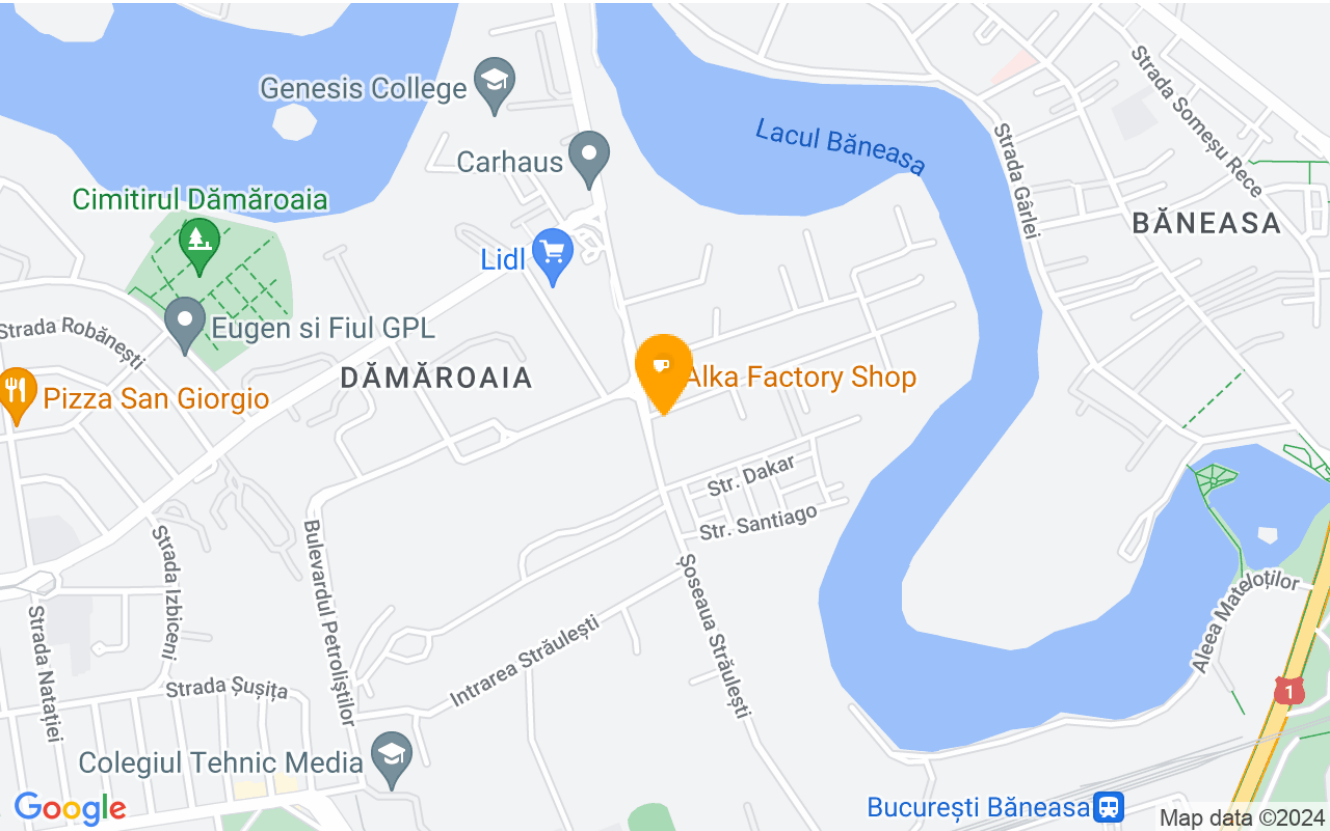 Genesis College
Lacul Băneasa
Strada Someșu Rece
Carhaus
Strada Gârlei
Cimitirul Dămăroaia
BĂNEASA
Lidl
Strada Robănești
Eugen si Fiul GPL
DĂMĂROAIA
Alka Factory Shop
Pizza San Giorgio
Str. Dakar
Str. Santiago
Bulevardul Petroliștilor
Strada Izbiceni
Șoseaua Străulești
Aleea Mateloților
Strada Natației
Intrarea Străulești
Strada Șușița
1
Colegiul Tehnic Media
Google
București Băneasa
Map data ©2024